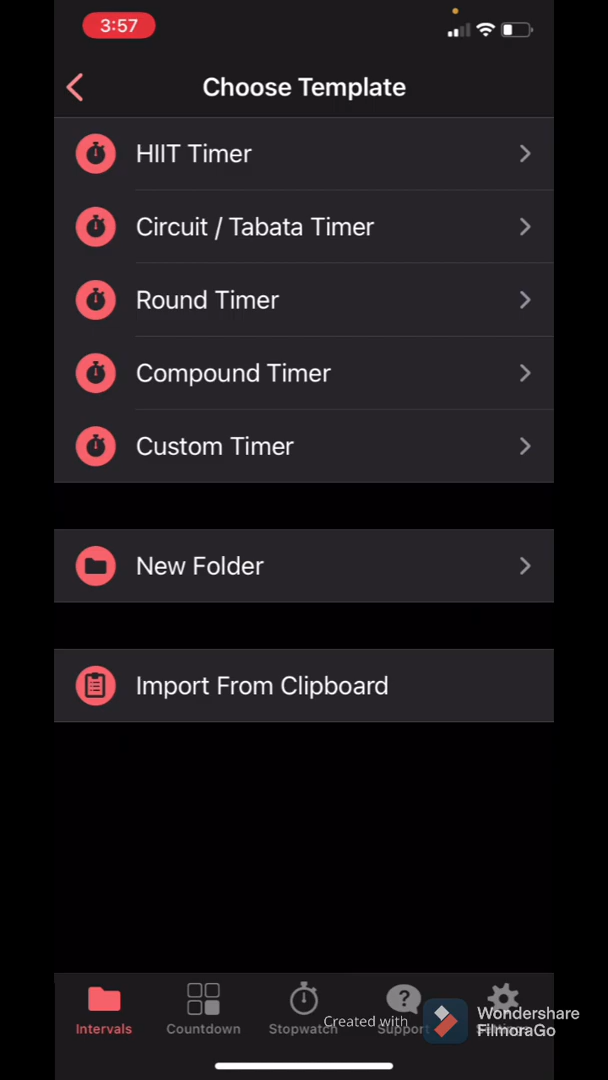 3:57
Choose Template
HIIT Timer
Circuit / Tabata Timer
Round Timer
Compound Timer
Custom Timer
New Folder
Import From Clipboard
Intervals
Countdown
Stopwatch
Support
Created with
Wondershare
FilmoraGo